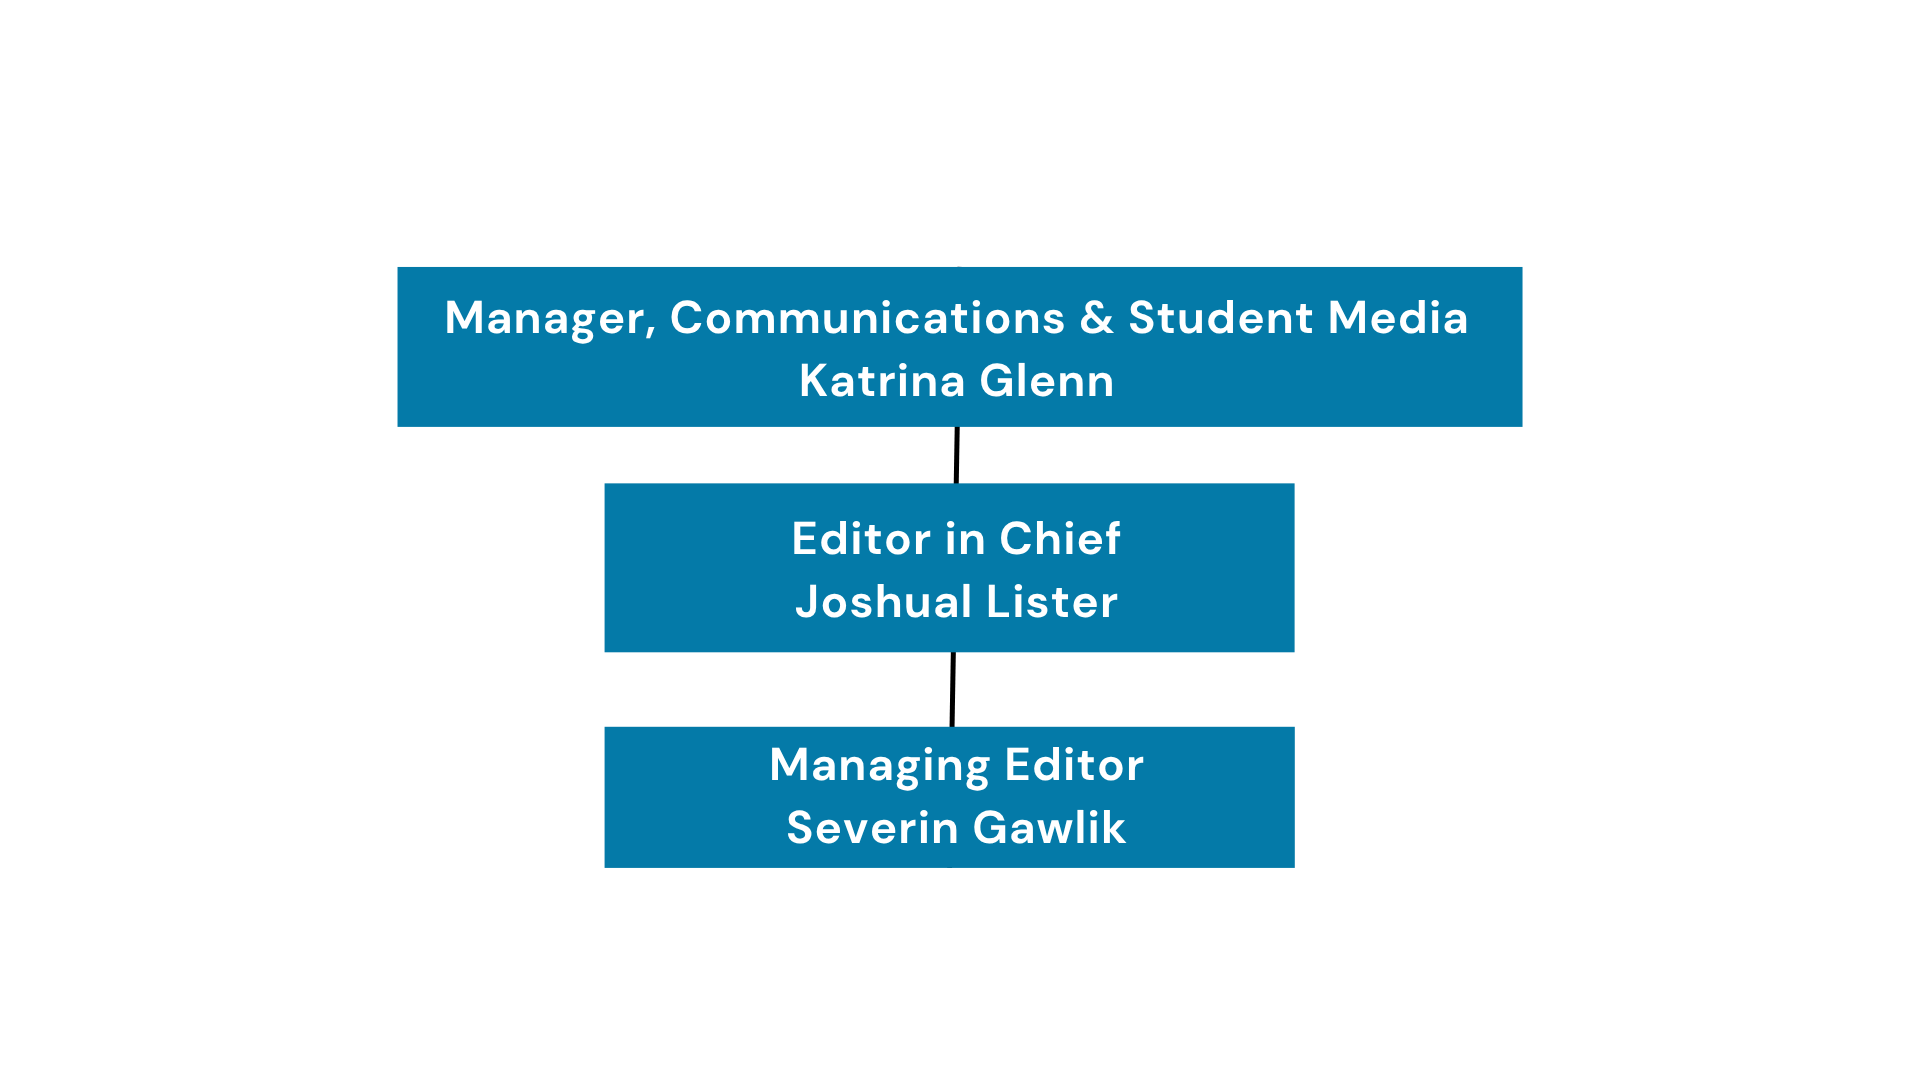 Manager, Communications & Student Media
Katrina Glenn
Editor in Chief
Joshual Lister
Managing Editor
Severin Gawlik